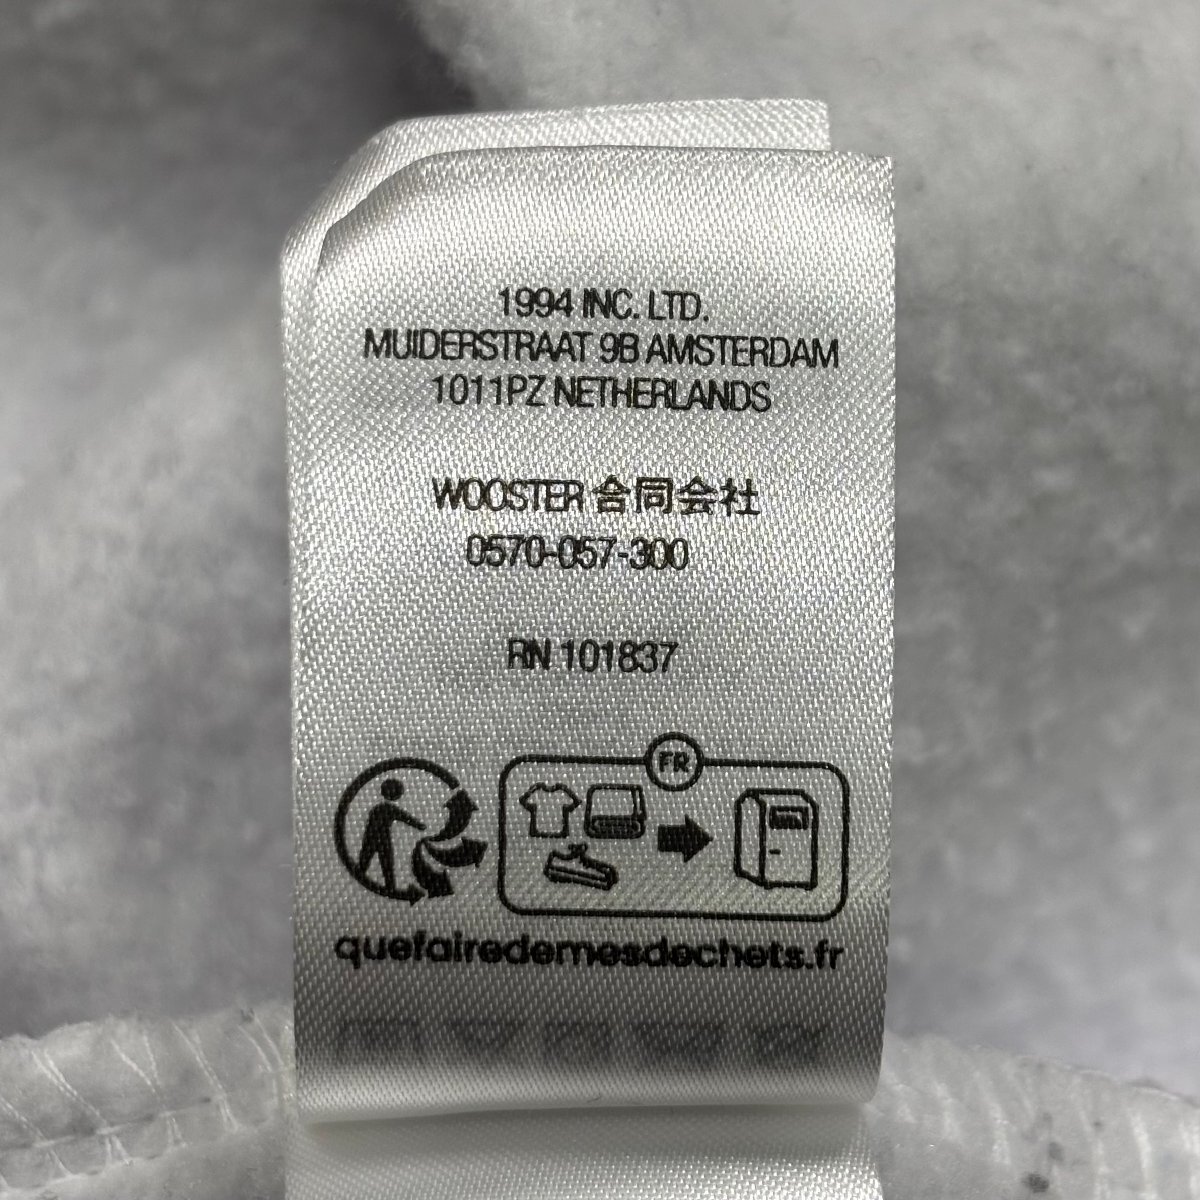 1994 INC. LTD.
MUIDERSTRAAT 9B AMSTERDAM
1011PZ NETHERLANDS
WOOSTER 合同会社
0570-057-300
RN 101837
FR
quefairedemesdechets.fr